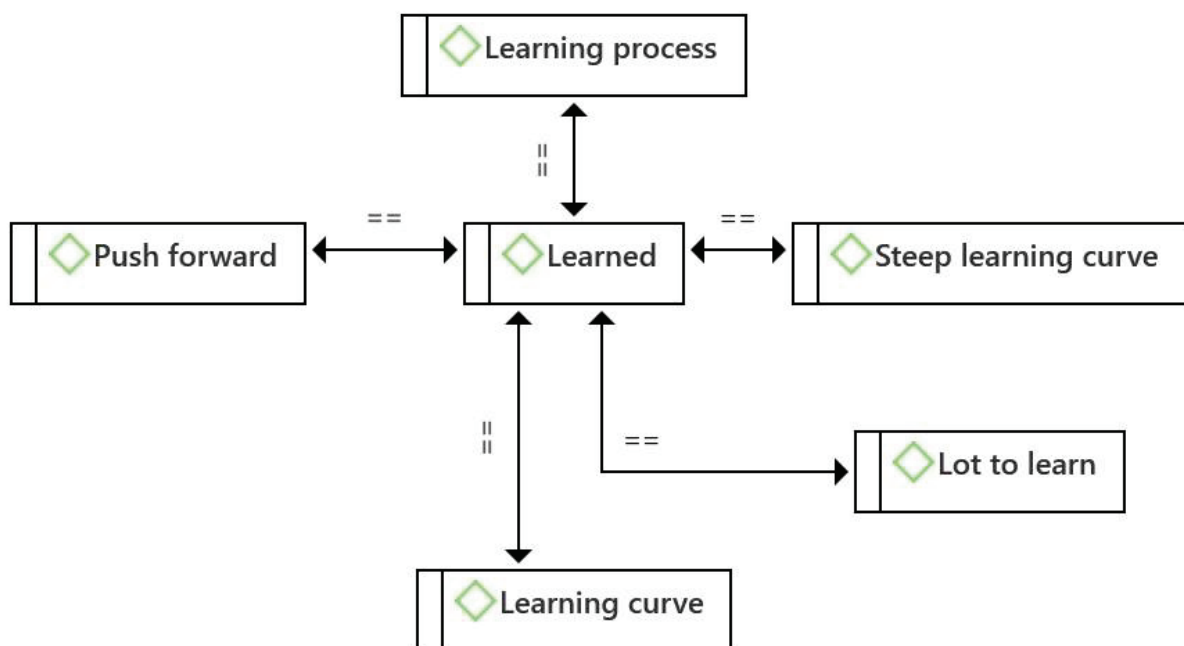 Learning process
==
Push forward
==
Learned
==
Steep learning curve
==
==
Lot to learn
Learning curve